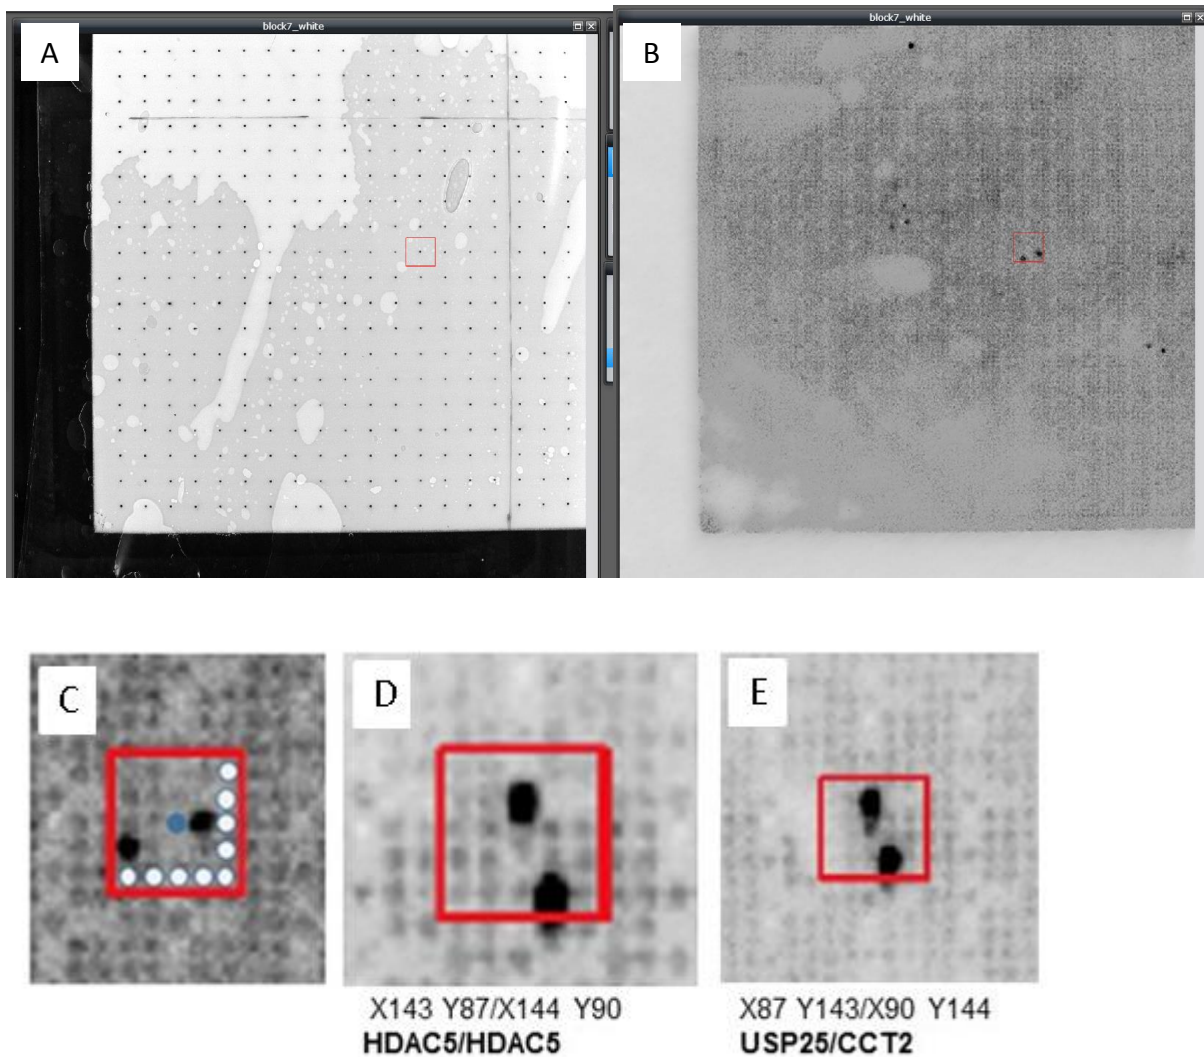 block7_white
A
block7_white
B
C
D
E
X143 Y87/X144 Y90
HDAC5/HDAC5
X87 Y143/X90 Y144
USP25/CCT2